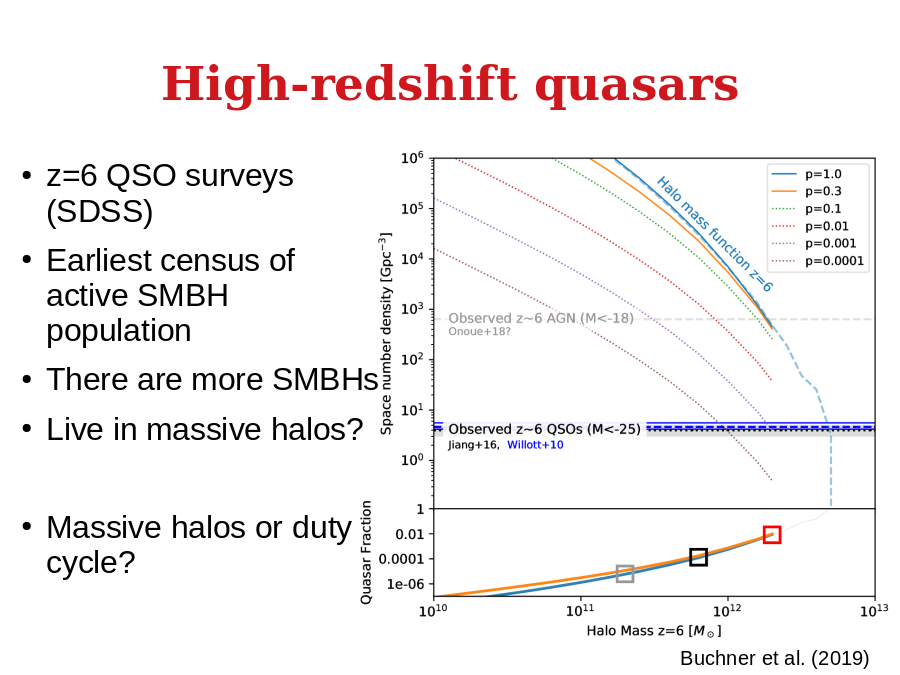 High-redshift quasars
• z=6 QSO surveys
(SDSS)
• Earliest census of
active SMBH
population
• There are more SMBHs
• Live in massive halos?
• Massive halos or duty
cycle?
10⁶
10⁵
10⁴
10³
10²
10¹
10⁰
Space number density [Gpc⁻³]
Halo mass function z=6
p=1.0
p=0.3
p=0.1
p=0.01
p=0.001
p=0.0001
Observed z~6 AGN (M<-18)
Onoue+18?
Observed z~6 QSOs (M<-25)
Jiang+16, Willott+10
1
0.01
0.0001
1e-06
Quasar Fraction
10¹⁰ 10¹¹ 10¹² 10¹³
Halo Mass z=6 [M☉]
Buchner et al. (2019)